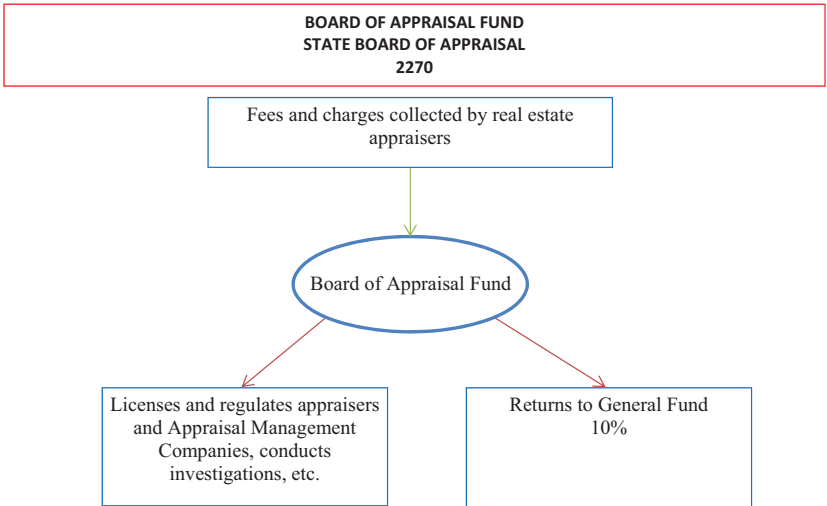 BOARD OF APPRAISAL FUND
STATE BOARD OF APPRAISAL
2270
Fees and charges collected by real estate
appraisers
Board of Appraisal Fund
Licenses and regulates appraisers
and Appraisal Management
Companies, conducts
investigations, etc.
Returns to General Fund
10%